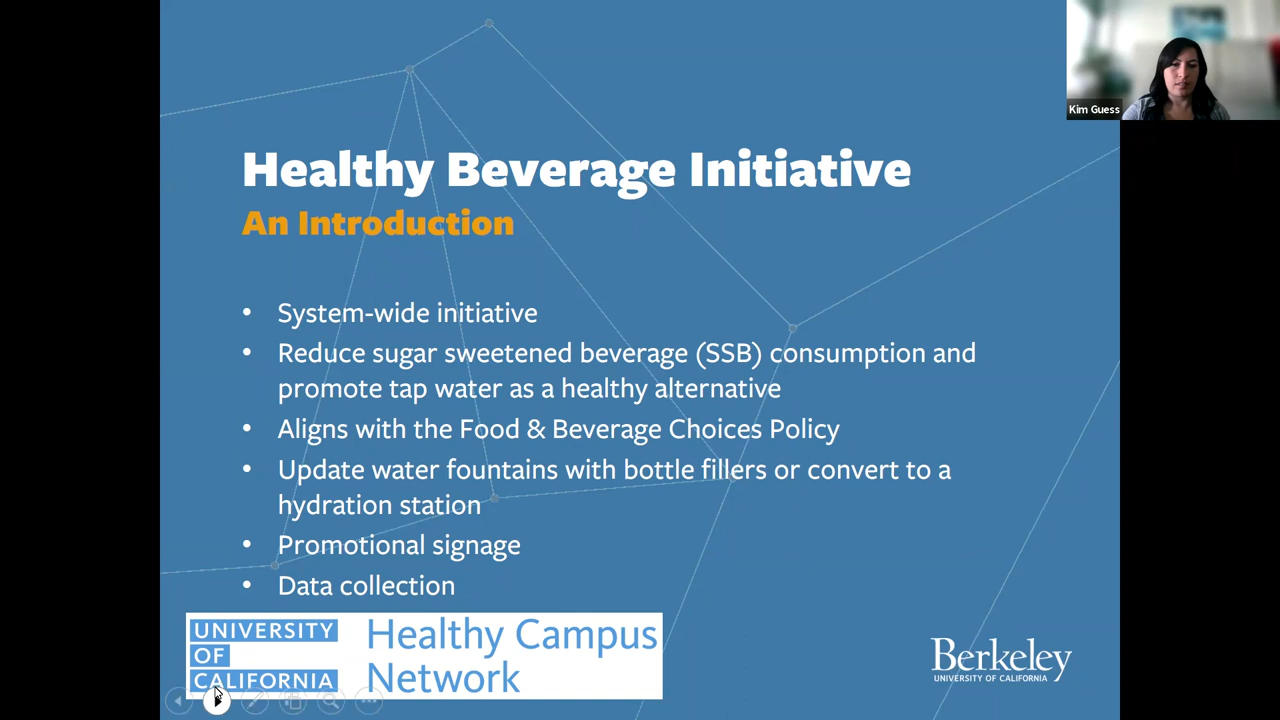 Kim Guess
Healthy Beverage Initiative
An Introduction
• System-wide initiative
• Reduce sugar sweetened beverage (SSB) consumption and
promote tap water as a healthy alternative
• Aligns with the Food & Beverage Choices Policy
• Update water fountains with bottle fillers or convert to a
hydration station
• Promotional signage
• Data collection
UNIVERSITY
OF
CALIFORNIA
Healthy Campus
Network
Berkeley
UNIVERSITY OF CALIFORNIA